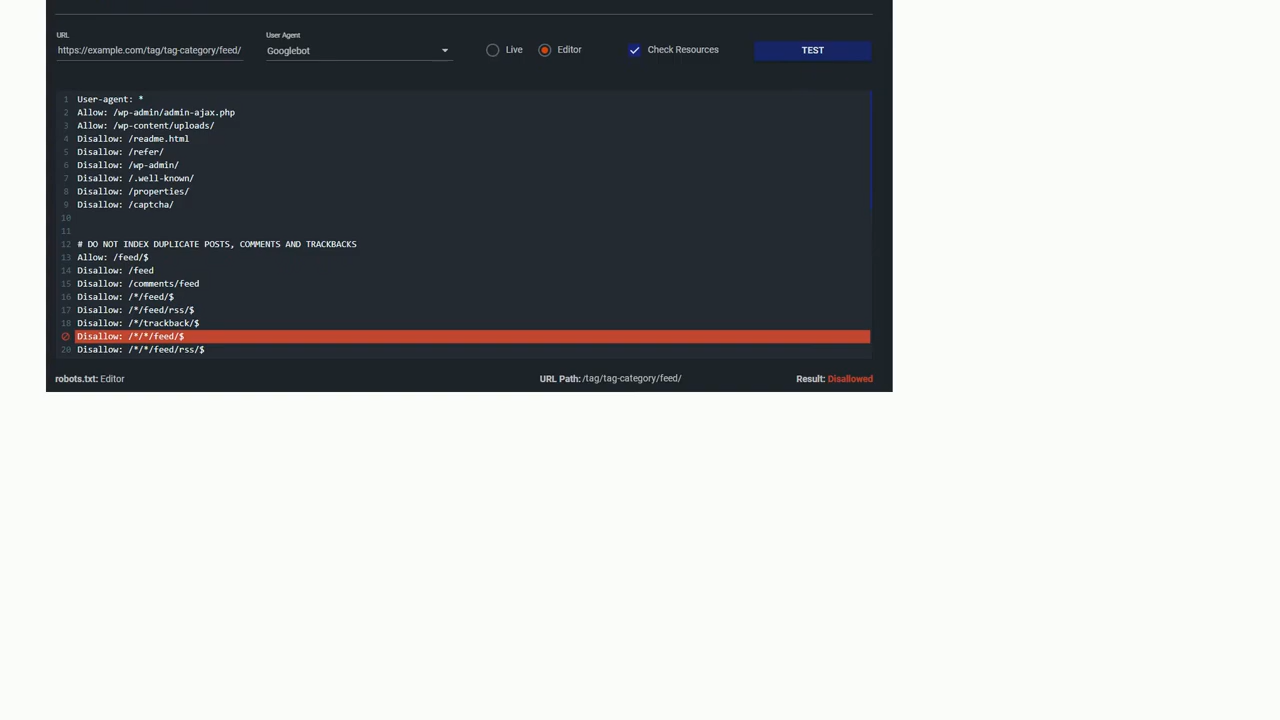 URL
User Agent
https://example.com/tag/tag-category/feed/
Googlebot
Live
Editor
Check Resources
TEST
1 User-agent: *
2 Allow: /wp-admin/admin-ajax.php
3 Allow: /wp-content/uploads/
4 Disallow: /readme.html
5 Disallow: /refer/
6 Disallow: /wp-admin/
7 Disallow: /.well-known/
8 Disallow: /properties/
9 Disallow: /captcha/
10
11
12 # DO NOT INDEX DUPLICATE POSTS, COMMENTS AND TRACKBACKS
13 Allow: /feed/$
14 Disallow: /feed
15 Disallow: /comments/feed
16 Disallow: /*/feed/$
17 Disallow: /*/feed/rss/$
18 Disallow: /*/trackback/$
Disallow: /*/*/feed/$
20 Disallow: /*/*/feed/rss/$
robots.txt: Editor
URL Path: /tag/tag-category/feed/
Result: Disallowed